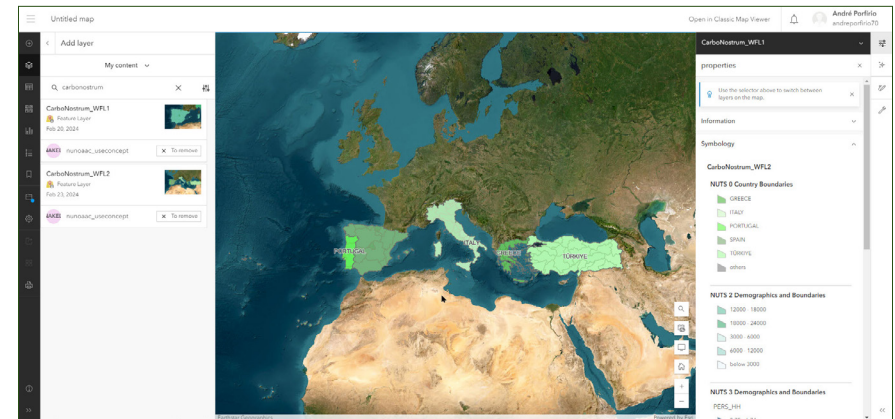 Untitled map
Open in Classic Map Viewer
André Porfirio
andreporfirio70
Add layer
My content
carbonostrum
CarboNostrum_WFL1
Feature Layer
Feb 20, 2024
nunoaac_useconcept
To remove
CarboNostrum_WFL2
Feature Layer
Feb 23, 2024
nunoaac_useconcept
To remove
PORTUGAL
ITALY
GREECE
TÜRKIYE
CarboNostrum_WFL1
properties
Use the selector above to switch between
layers on the map.
Information
Symbology
CarboNostrum_WFL2
NUTS 0 Country Boundaries
GREECE
ITALY
PORTUGAL
SPAIN
TÜRKIYE
others
NUTS 2 Demographics and Boundaries
12000 - 18000
18000 - 24000
3000 - 6000
6000 - 12000
NUTS 3 Demographics and Boundaries
PERS_HH